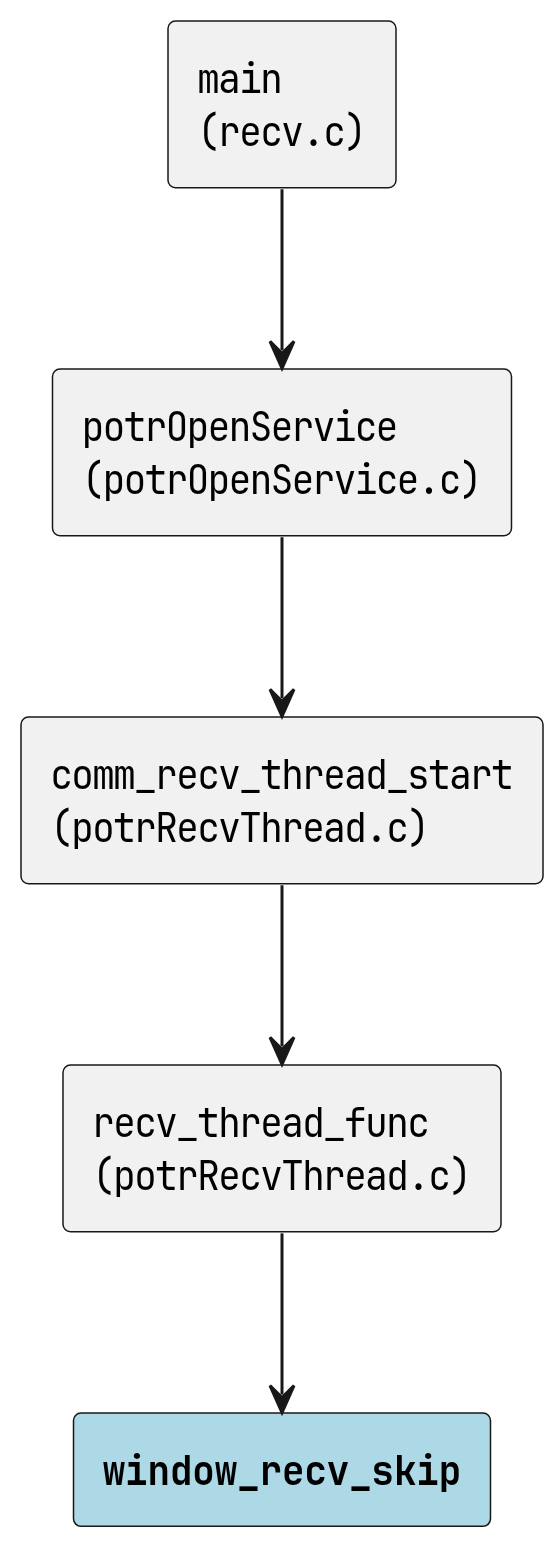 main
(recv.c)
potrOpenService
(potrOpenService.c)
comm_recv_thread_start
(potrRecvThread.c)
recv_thread_func
(potrRecvThread.c)
window_recv_skip